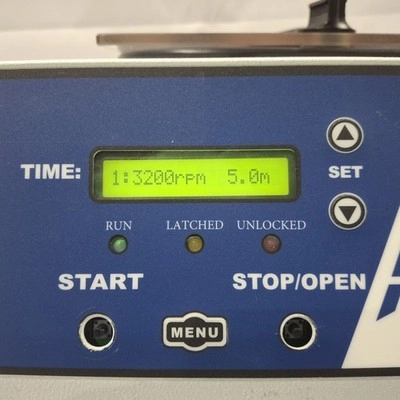 TIME: 1:3200rpm 5.0m
SET
RUN LATCHED UNLOCKED
START STOP/OPEN
MENU